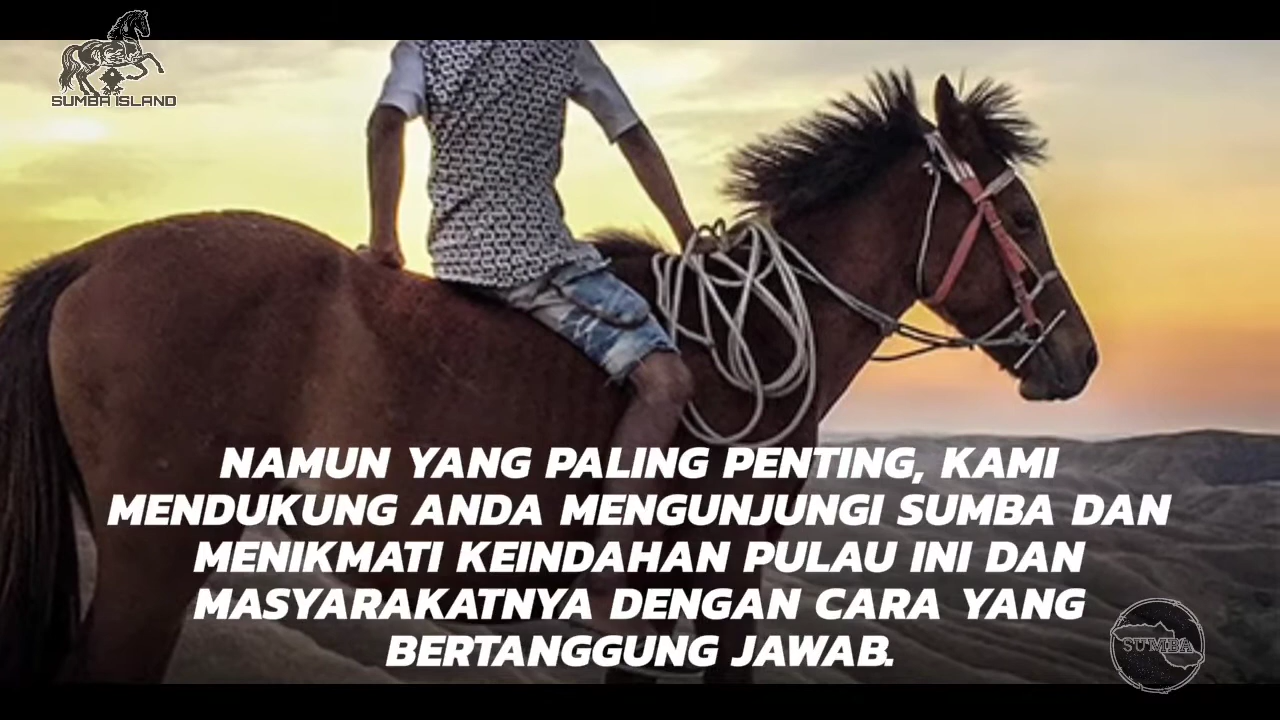 SUMBA ISLAND
NAMUN YANG PALING PENTING, KAMI
MENDUKUNG ANDA MENGUNJUNGI SUMBA DAN
MENIKMATI KEINDAHAN PULAU INI DAN
MASYARAKATNYA DENGAN CARA YANG
BERTANGGUNG JAWAB.
SUMBA